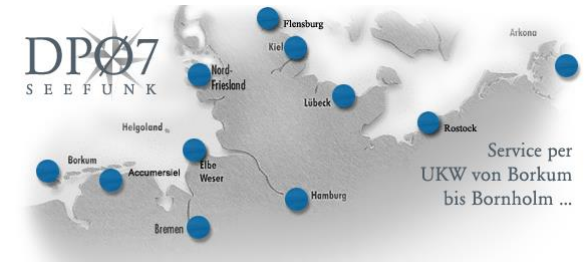 DPØ7
SEEFUNK
Flensburg
Kiel
Arkona
Nord-
Friesland
Lübeck
Rostock
Helgoland
Borkum
Accumersiel
Elbe
Weser
Hamburg
Bremen
Service per
UKW von Borkum
bis Bornholm ...